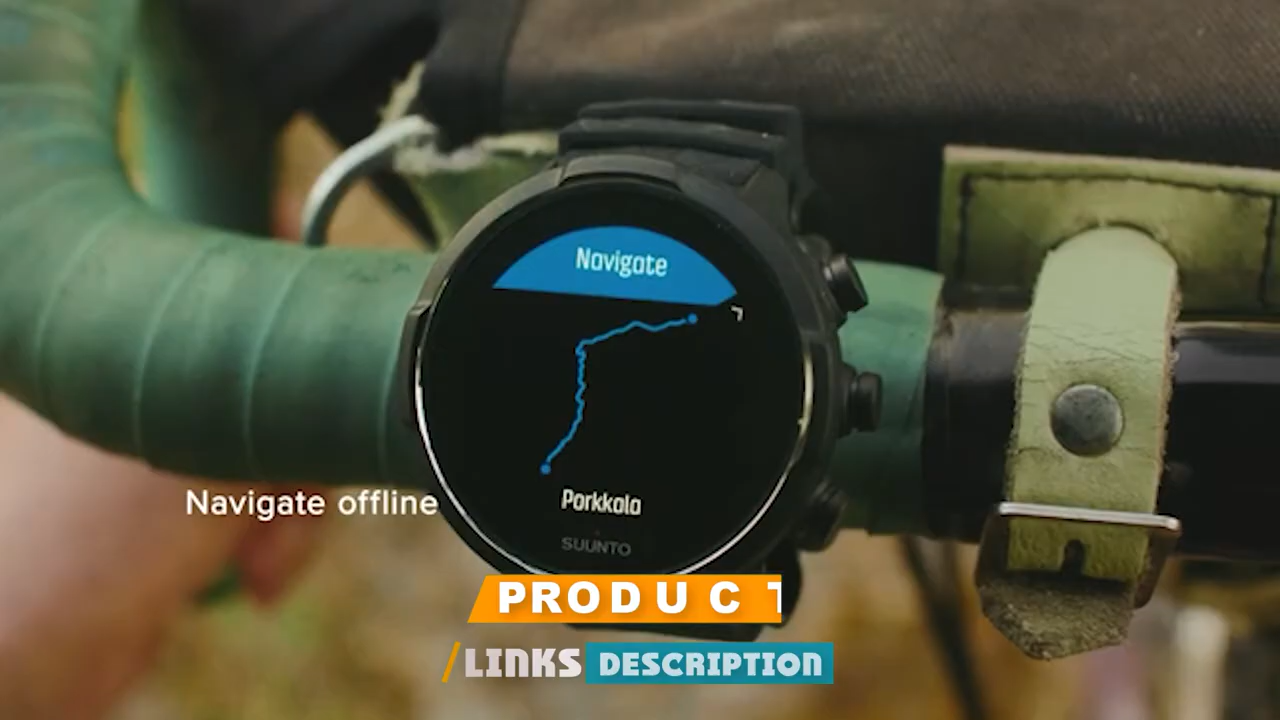 Navigate
Navigate offline
Porkkala
SUUNTO
PRODUC
LINKS DESCRIPTION